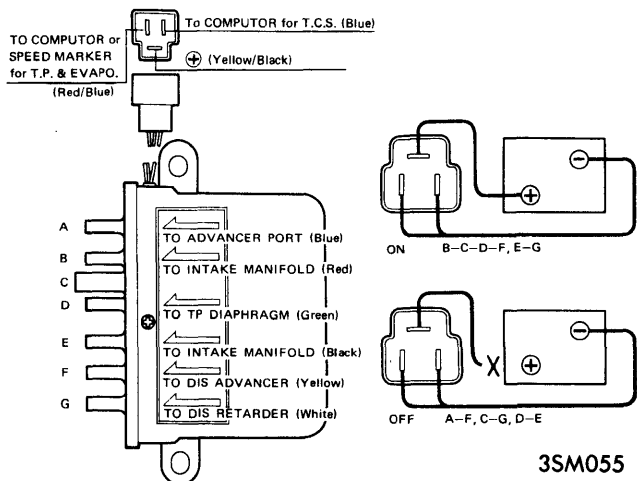 To COMPUTOR for T.C.S. (Blue)
TO COMPUTOR or
SPEED MARKER
for T.P. & EVAPO.
(Red/Blue)
⊕ (Yellow/Black)
A
TO ADVANCER PORT (Blue)
B
TO INTAKE MANIFOLD (Red)
C
D
TO TP DIAPHRAGM (Green)
E
TO INTAKE MANIFOLD (Black)
F
TO DIS ADVANCER (Yellow)
G
TO DIS RETARDER (White)
⊖
⊕
ON B-C-D-F, E-G
⊖
X ⊕
OFF A-F, C-G, D-E
3SM055